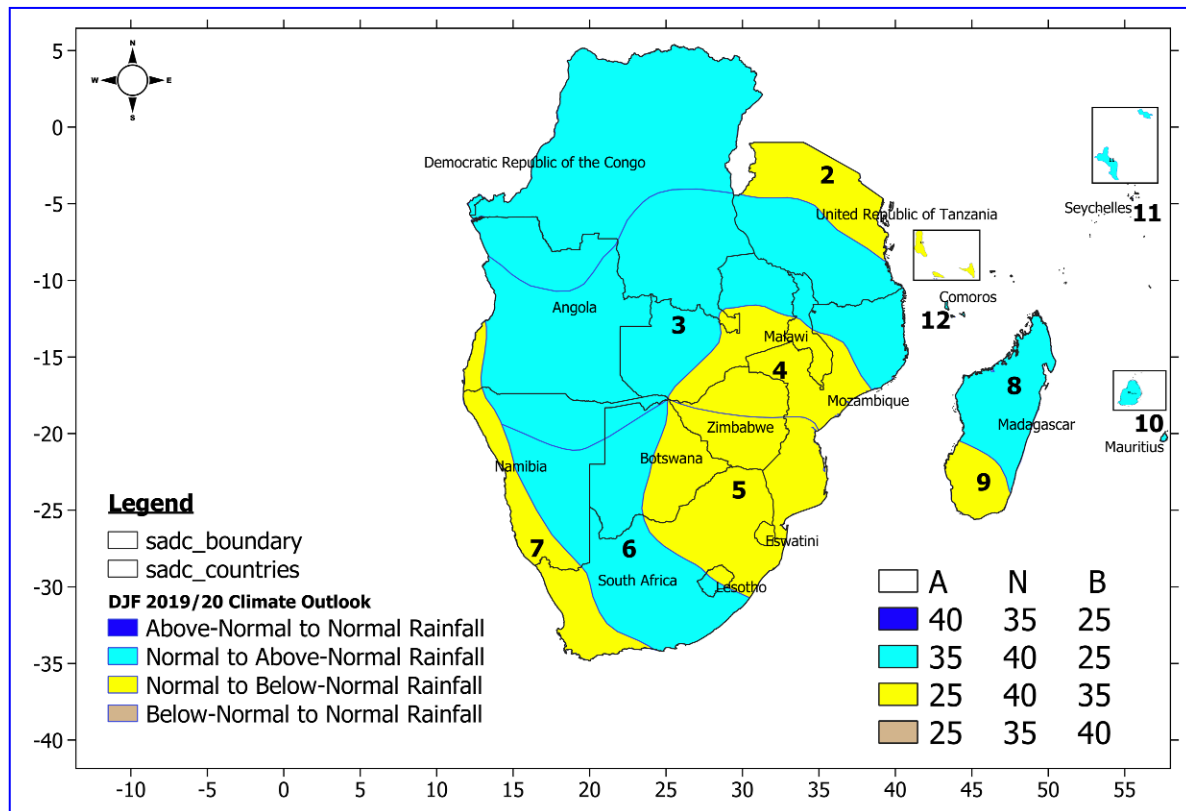 N
W E
S
5
0
-5
-10
-15
-20
-25
-30
-35
-40
-10 -5 0 5 10 15 20 25 30 35 40 45 50 55
Democratic Republic of the Congo
2
United Republic of Tanzania
Seychelles 11
Angola
3
Comoros
12
Malawi
4
Mozambique
8
Madagascar
10
Mauritius
Zimbabwe
Namibia
Botswana
5
9
Eswatini
7
6
South Africa
Lesotho
Legend
sadc_boundary
sadc_countries
DJF 2019/20 Climate Outlook
Above-Normal to Normal Rainfall
Normal to Above-Normal Rainfall
Normal to Below-Normal Rainfall
Below-Normal to Normal Rainfall
A N B
40 35 25
35 40 25
25 40 35
25 35 40